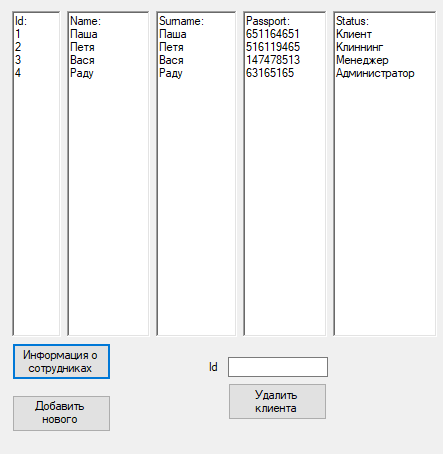 Id: Name: Surname: Passport: Status:
1 Паша Паша 651164651 Клиент
2 Петя Петя 516119465 Клиннинг
3 Вася Вася 147478513 Менеджер
4 Раду Раду 63165165 Администратор
Информация о
сотрудниках
Id
Удалить
клиента
Добавить
нового